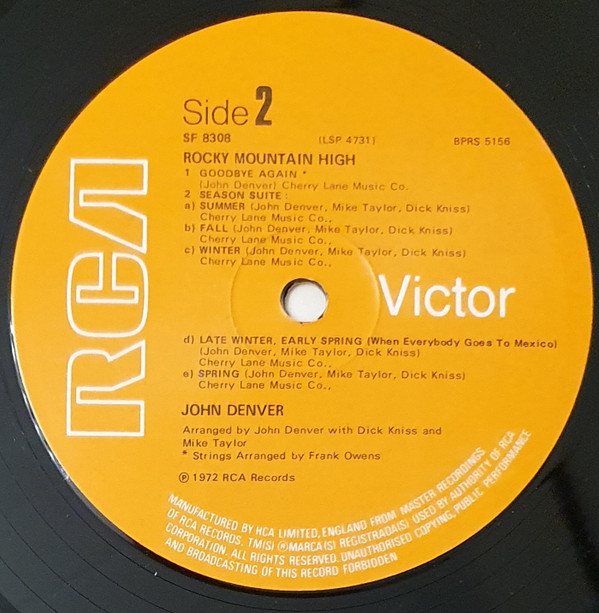 Side 2
SF 8308 (LSP 4731) BPRS 5156
ROCKY MOUNTAIN HIGH
1 GOODBYE AGAIN *
(John Denver) Cherry Lane Music Co.
2 SEASON SUITE :
a) SUMMER (John Denver, Mike Taylor, Dick Kniss)
Cherry Lane Music Co.,
b) FALL (John Denver, Mike Taylor, Dick Kniss)
Cherry Lane Music Co.,
c) WINTER (John Denver, Mike Taylor, Dick Kniss)
Cherry Lane Music Co.,
RCA
Victor
d) LATE WINTER, EARLY SPRING (When Everybody Goes To Mexico)
(John Denver, Mike Taylor, Dick Kniss)
Cherry Lane Music Co.,
e) SPRING (John Denver, Mike Taylor, Dick Kniss)
Cherry Lane Music Co.,
JOHN DENVER
Arranged by John Denver with Dick Kniss and
Mike Taylor
* Strings Arranged by Frank Owens
℗ 1972 RCA Records
MANUFACTURED BY RCA LIMITED, ENGLAND FROM MASTER RECORDINGS
OF RCA RECORDS. TM(S) ® MARCA(S) REGISTRADA(S) USED BY AUTHORITY OF RCA
CORPORATION. ALL RIGHTS RESERVED. UNAUTHORISED COPYING, PUBLIC PERFORMANCE
AND BROADCASTING OF THIS RECORD FORBIDDEN